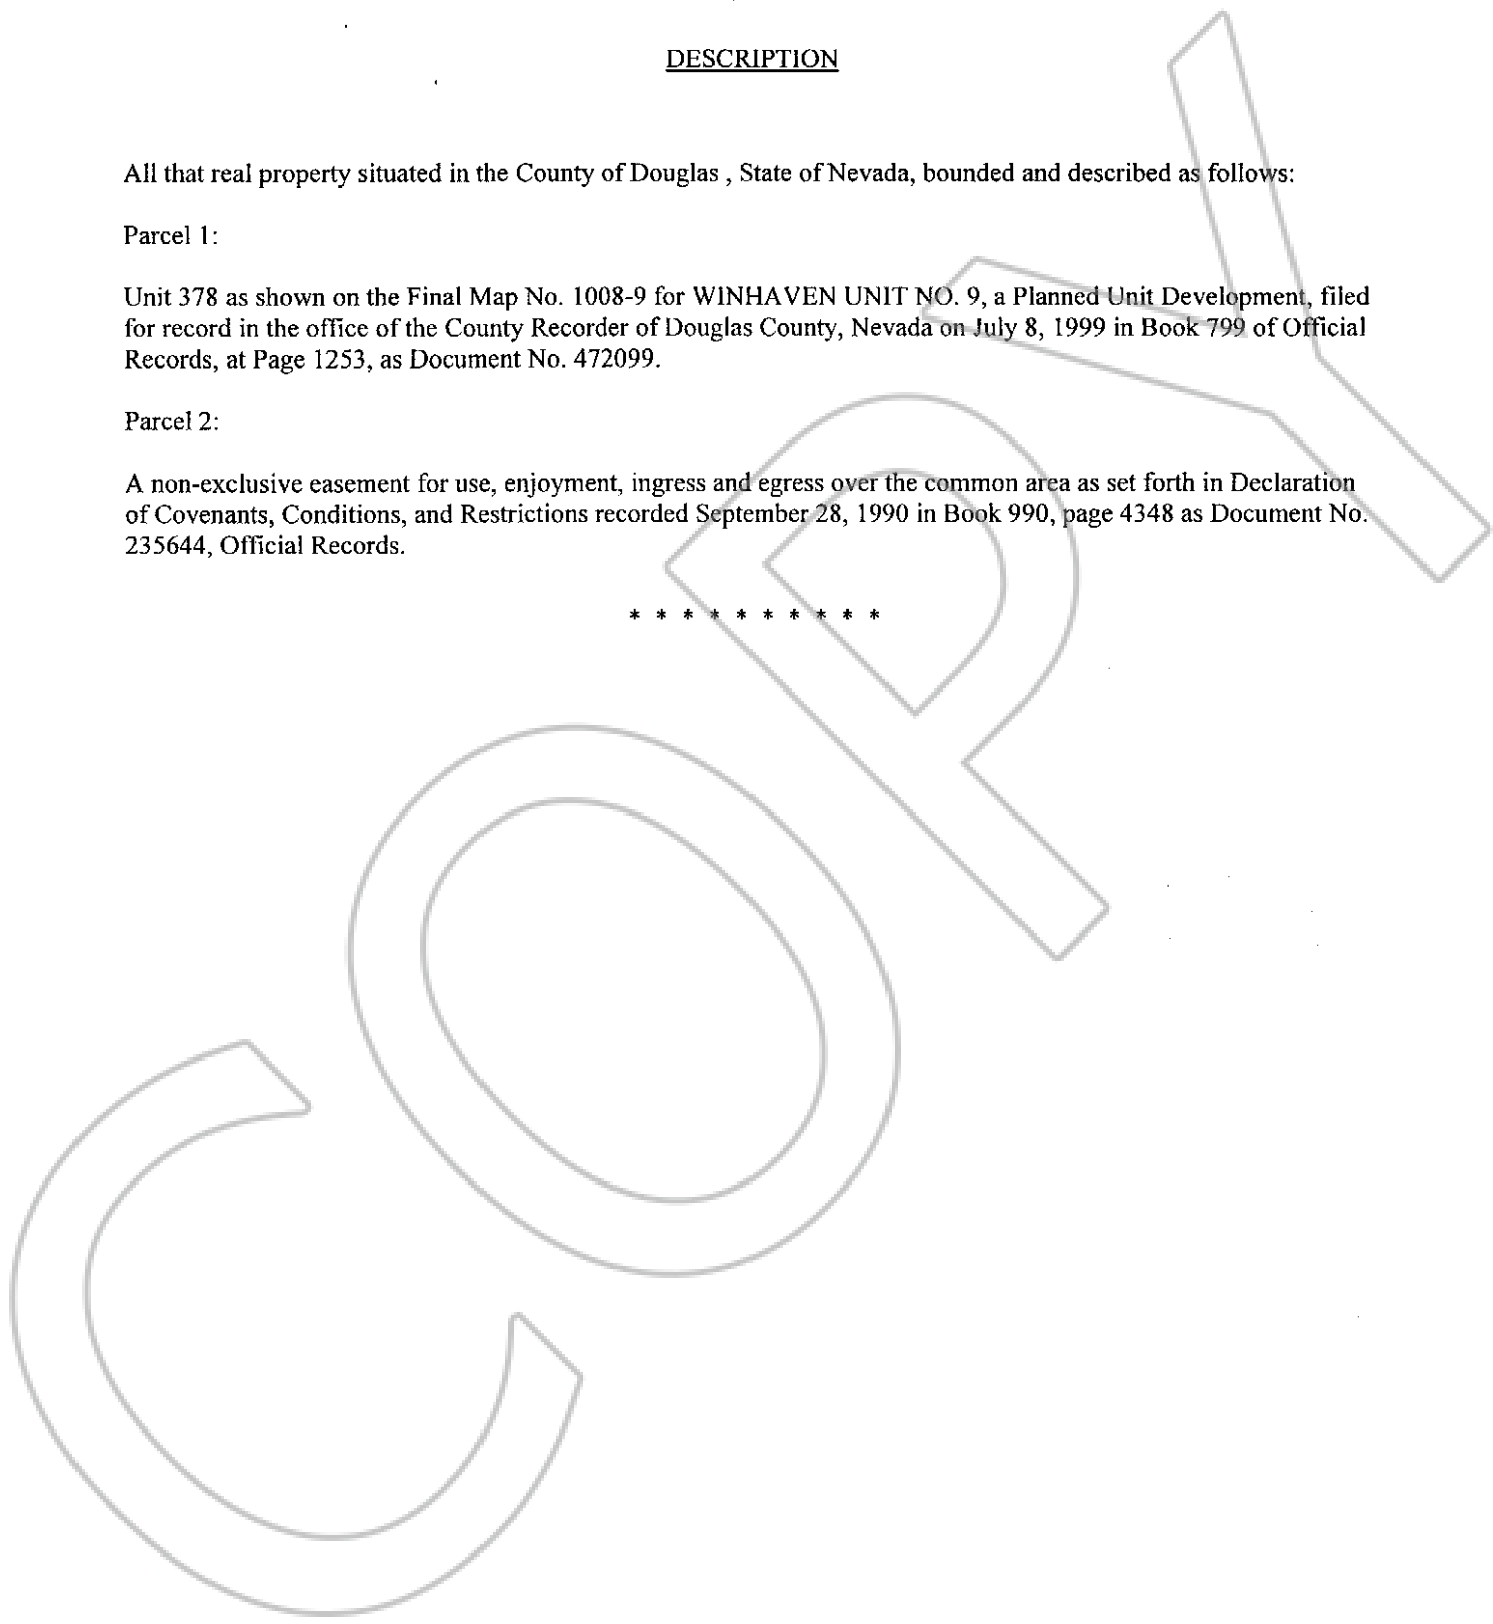 DESCRIPTION
All that real property situated in the County of Douglas , State of Nevada, bounded and described as follows:
Parcel 1:
Unit 378 as shown on the Final Map No. 1008-9 for WINHAVEN UNIT NO. 9, a Planned Unit Development, filed
for record in the office of the County Recorder of Douglas County, Nevada on July 8, 1999 in Book 799 of Official
Records, at Page 1253, as Document No. 472099.
Parcel 2:
A non-exclusive easement for use, enjoyment, ingress and egress over the common area as set forth in Declaration
of Covenants, Conditions, and Restrictions recorded September 28, 1990 in Book 990, page 4348 as Document No.
235644, Official Records.
* * * * * * * * * *
COPY